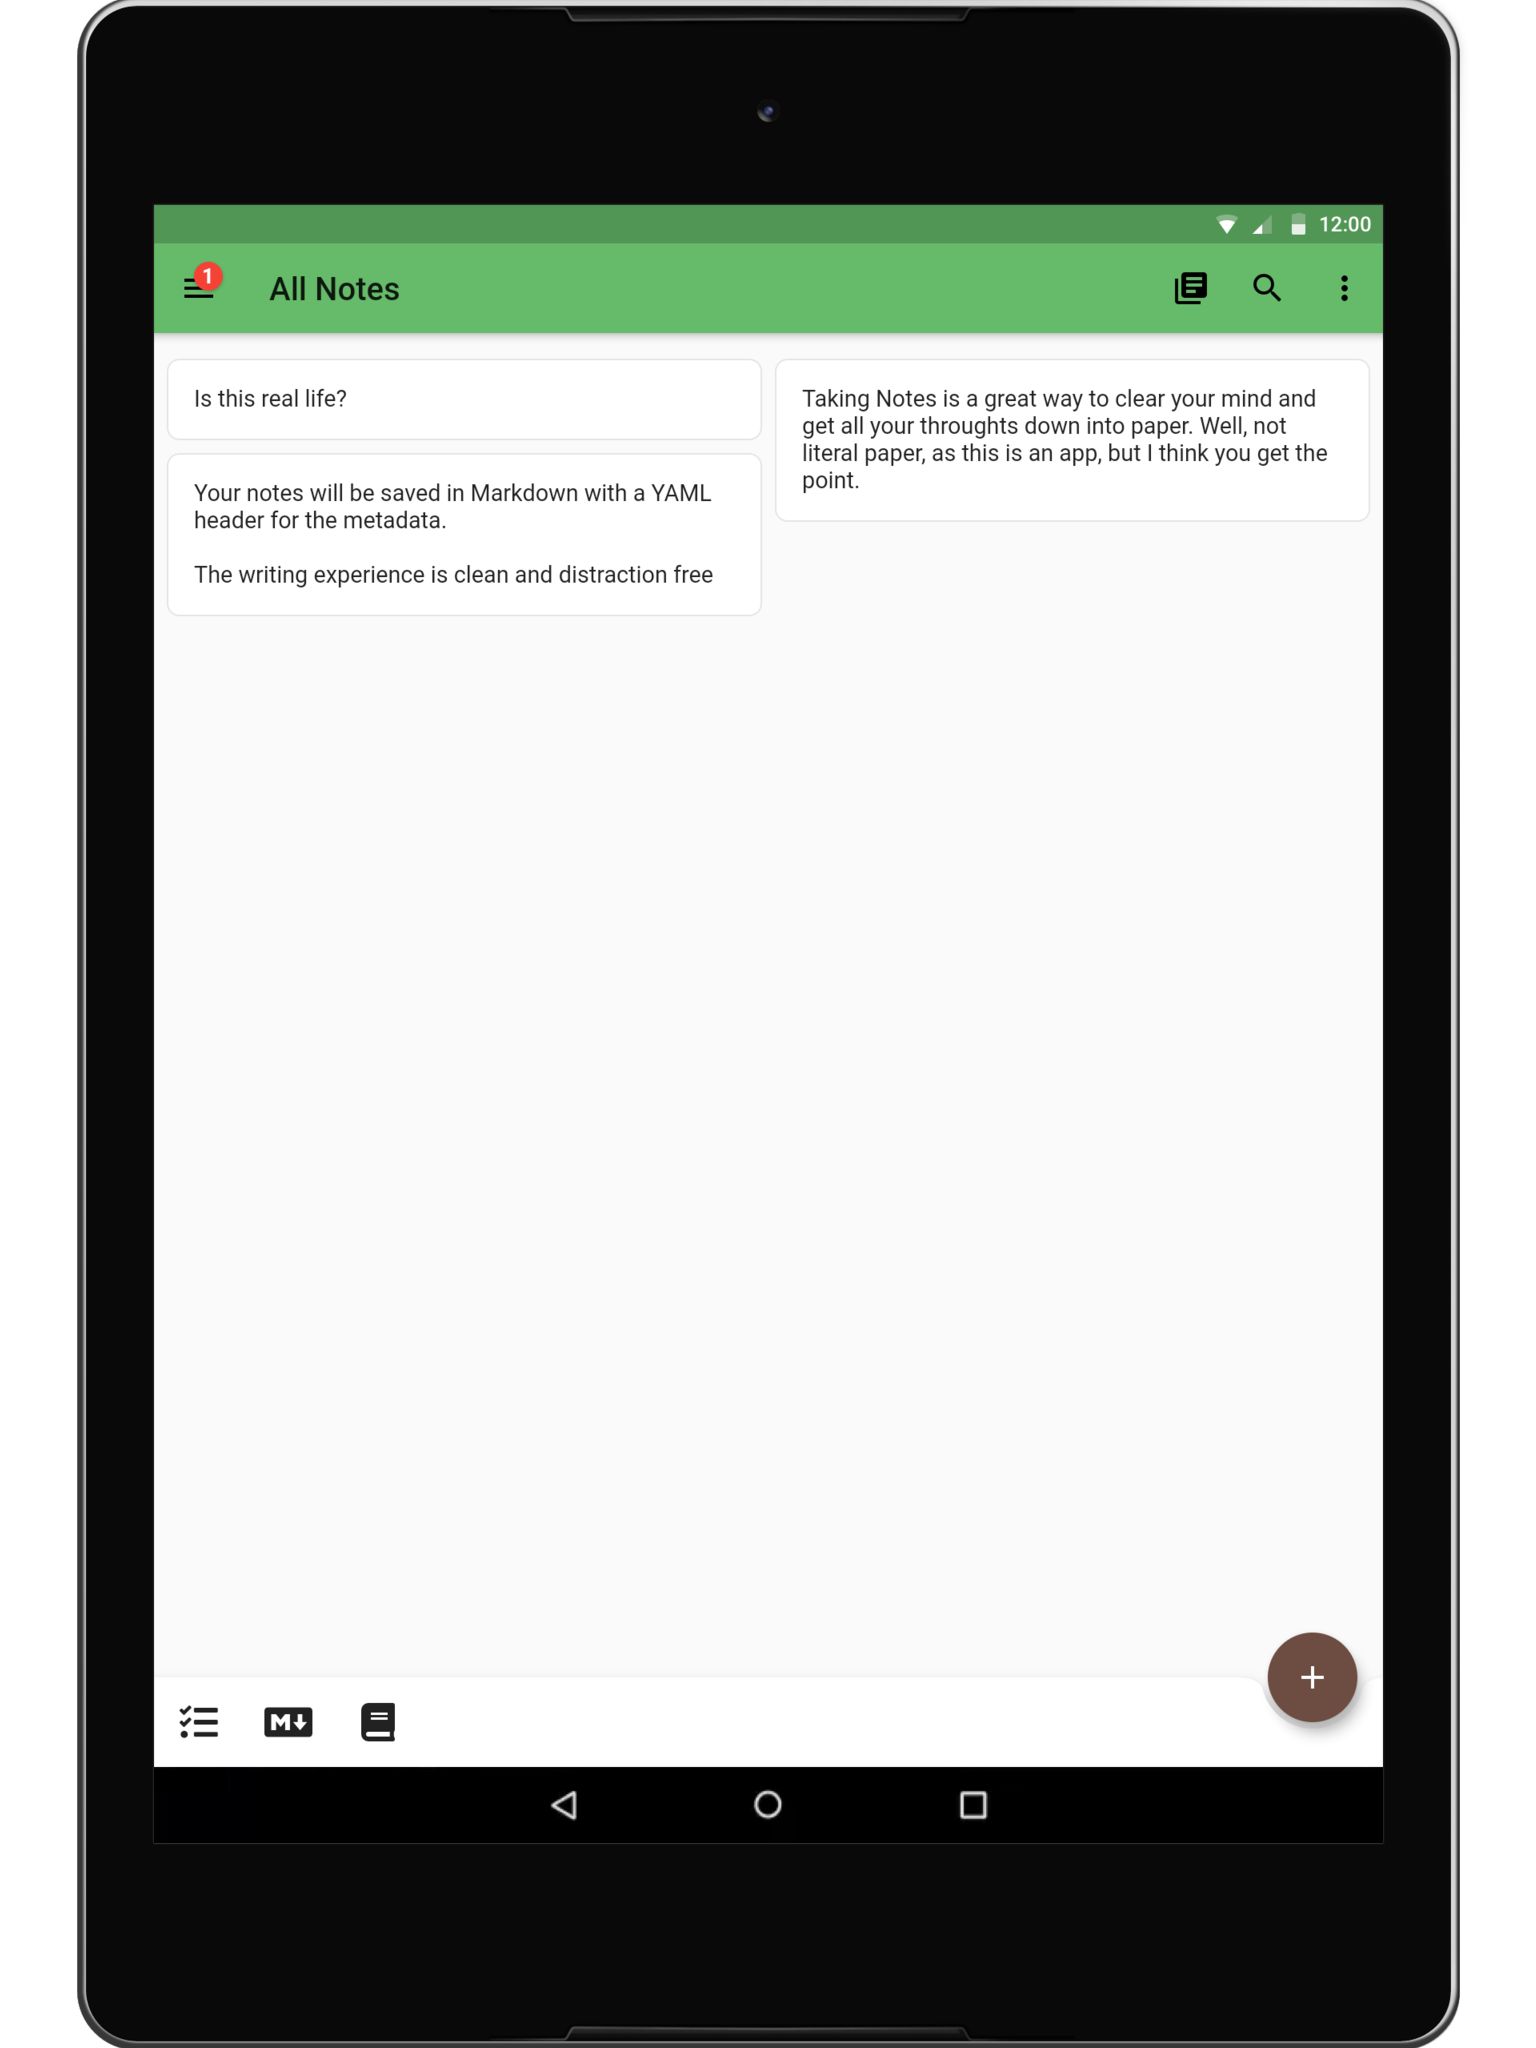 12:00
1
All Notes
Is this real life?
Your notes will be saved in Markdown with a YAML
header for the metadata.
The writing experience is clean and distraction free
Taking Notes is a great way to clear your mind and
get all your throughts down into paper. Well, not
literal paper, as this is an app, but I think you get the
point.
M